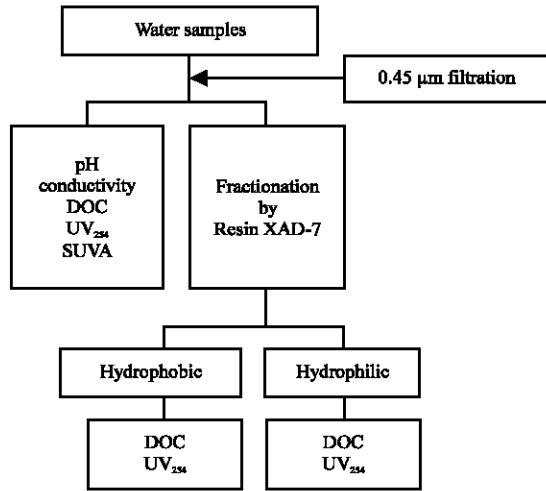 Water samples
0.45 µm filtration
pH
conductivity
DOC
UV₂₅₄
SUVA
Fractionation
by
Resin XAD-7
Hydrophobic
Hydrophilic
DOC
UV₂₅₄
DOC
UV₂₅₄